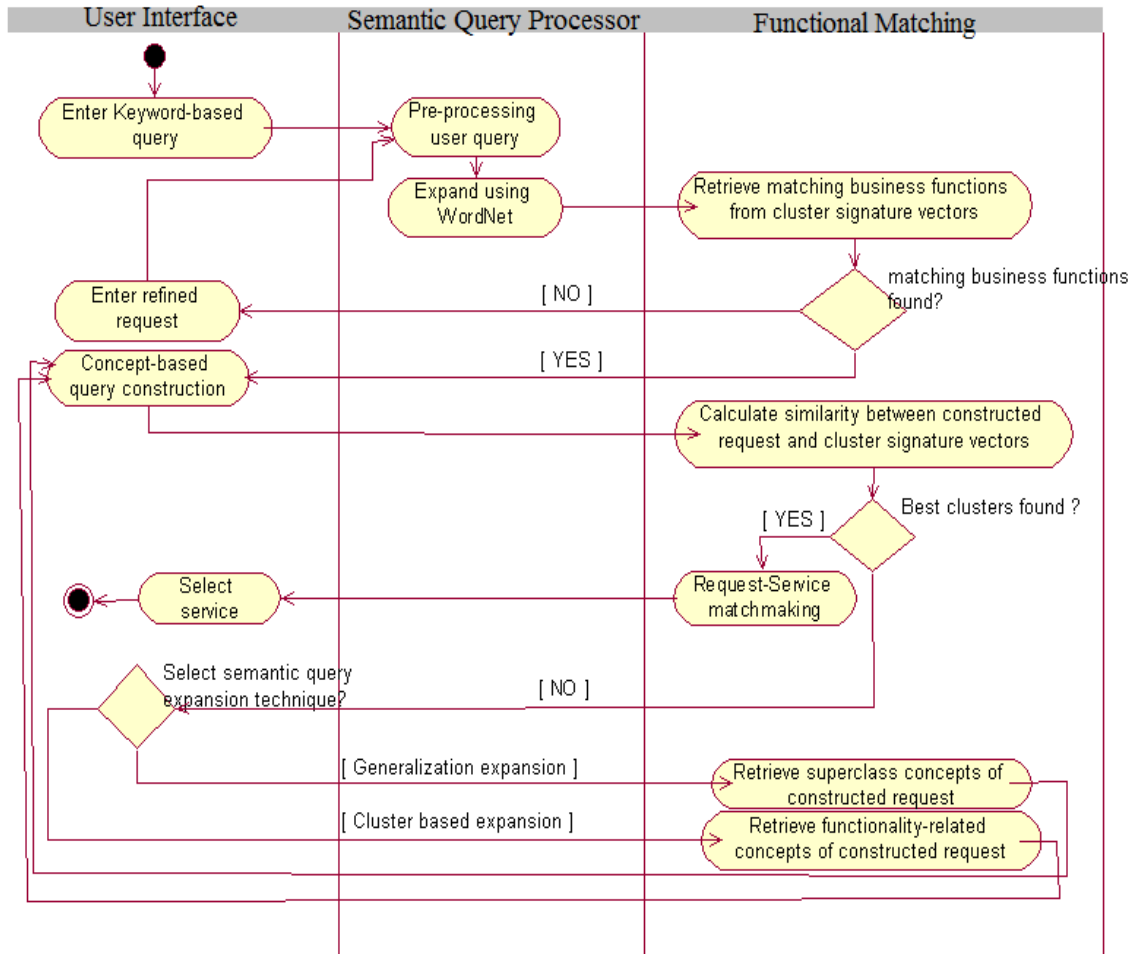 User Interface
Semantic Query Processor
Functional Matching
Enter Keyword-based
query
Pre-processing
user query
Expand using
WordNet
Retrieve matching business functions
from cluster signature vectors
matching business functions
found?
[ NO ]
Enter refined
request
[ YES ]
Concept-based
query construction
Calculate similarity between constructed
request and cluster signature vectors
Best clusters found ?
[ YES ]
Request-Service
matchmaking
Select
service
Select semantic query
expansion technique?
[ NO ]
[ Generalization expansion ]
Retrieve superclass concepts of
constructed request
[ Cluster based expansion ]
Retrieve functionality-related
concepts of constructed request